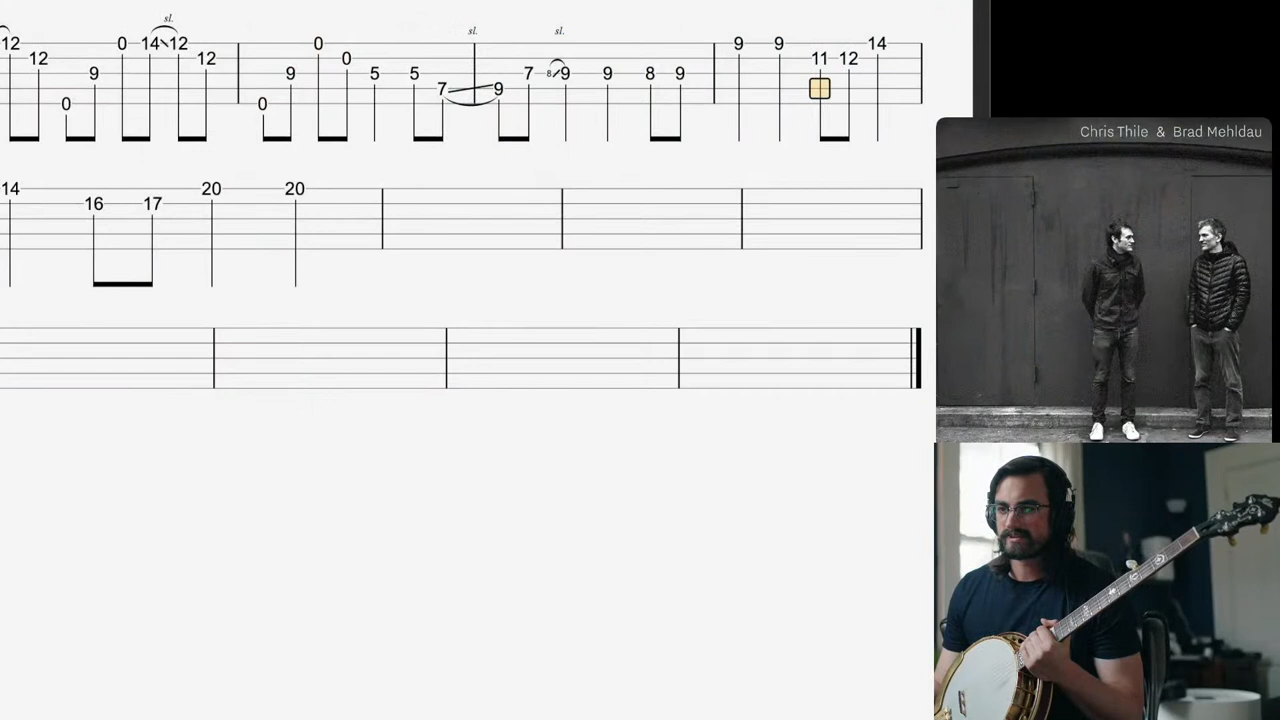 sl.
sl. sl.
12 0 14 12 0 9 9 14
12 12 0 11 12
9 9 5 5 7 8 9 9 8 9
7 9
0 0
14 20 20
16 17
Chris Thile & Brad Mehldau